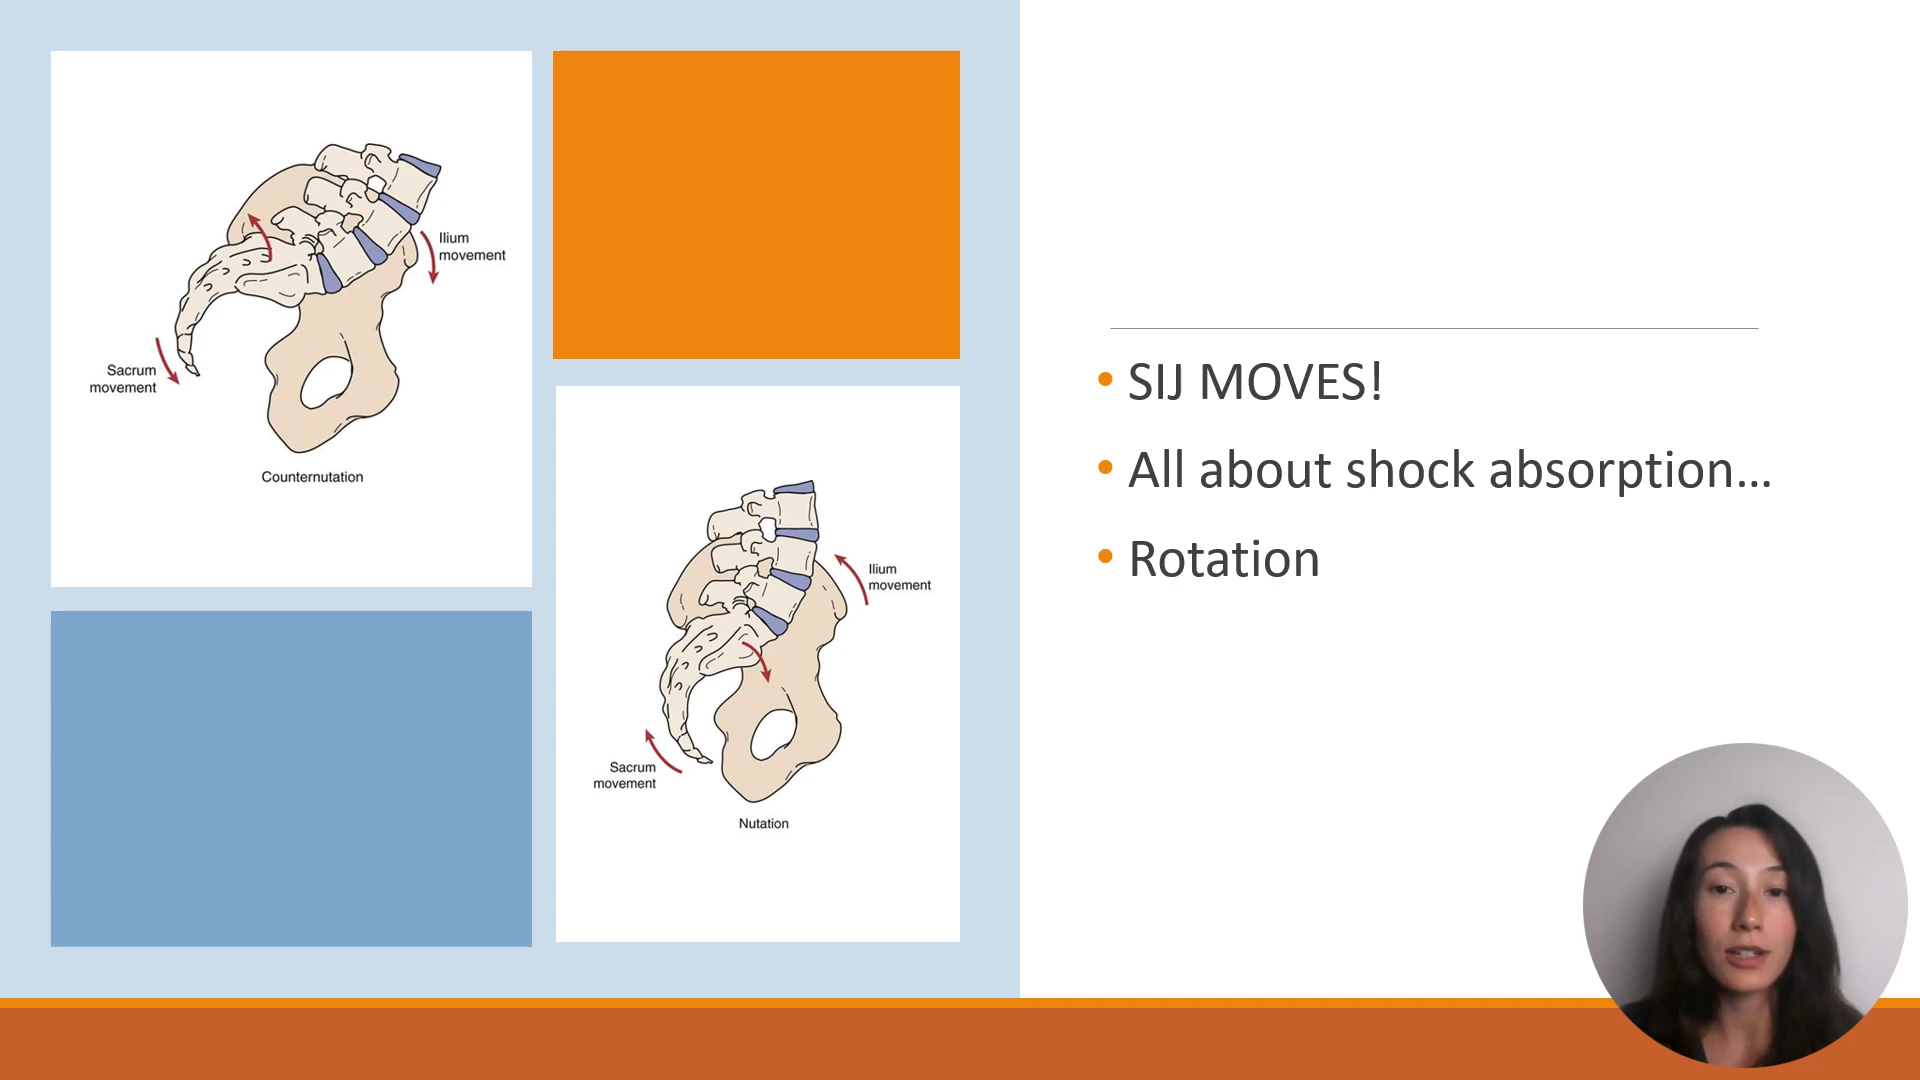 Ilium
movement
Sacrum
movement
Counternutation
Ilium
movement
Sacrum
movement
Nutation
• SIJ MOVES!
• All about shock absorption...
• Rotation